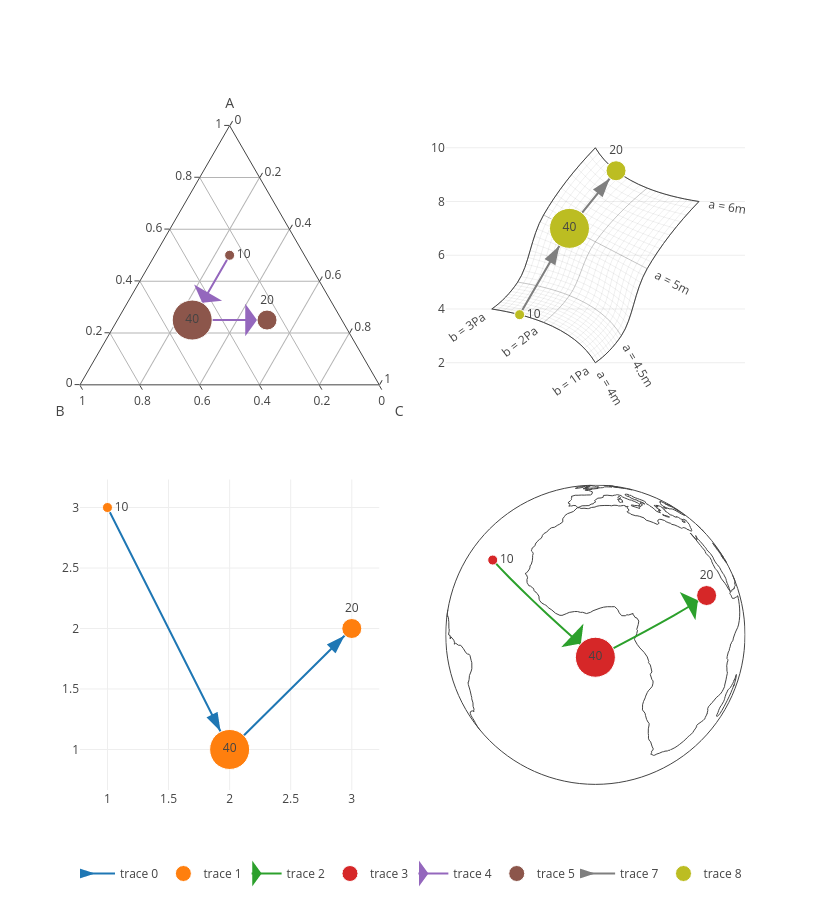 A
1 0
0.8 0.2
0.6 0.4
10
0.4 0.6
20
40
0.2 0.8
0 1
1 0.8 0.6 0.4 0.2 0
B C
10
20
8
a = 6m
40
6
a = 5m
4
10
b = 3Pa
b = 2Pa
2
a = 4.5m
b = 1Pa
a = 4m
3
10
2.5
20
2
1.5
1
40
1 1.5 2 2.5 3
10
20
40
trace 0 trace 1 trace 2 trace 3 trace 4 trace 5 trace 7 trace 8